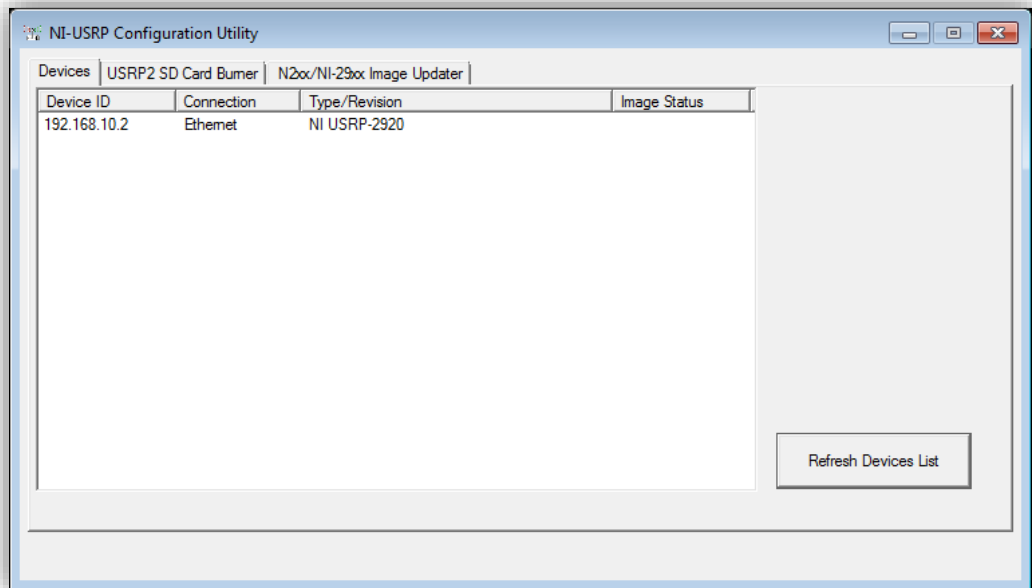 NI-USRP Configuration Utility
Devices USRP2 SD Card Burner N2xx/NI-29xx Image Updater
Device ID Connection Type/Revision Image Status
192.168.10.2 Ethernet NI USRP-2920
Refresh Devices List